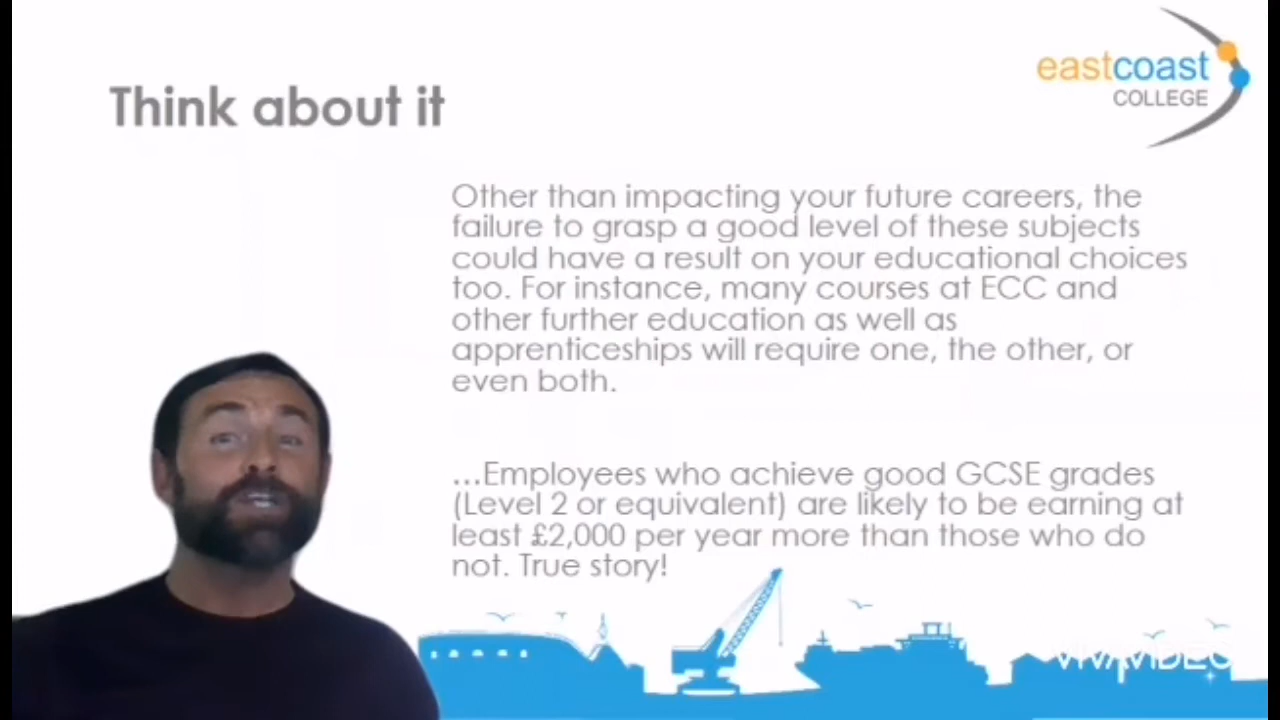 eastcoast
COLLEGE
Think about it
Other than impacting your future careers, the
failure to grasp a good level of these subjects
could have a result on your educational choices
too. For instance, many courses at ECC and
other further education as well as
apprenticeships will require one, the other, or
even both.
...Employees who achieve good GCSE grades
(Level 2 or equivalent) are likely to be earning at
least £2,000 per year more than those who do
not. True story!
VIVAVIDEO